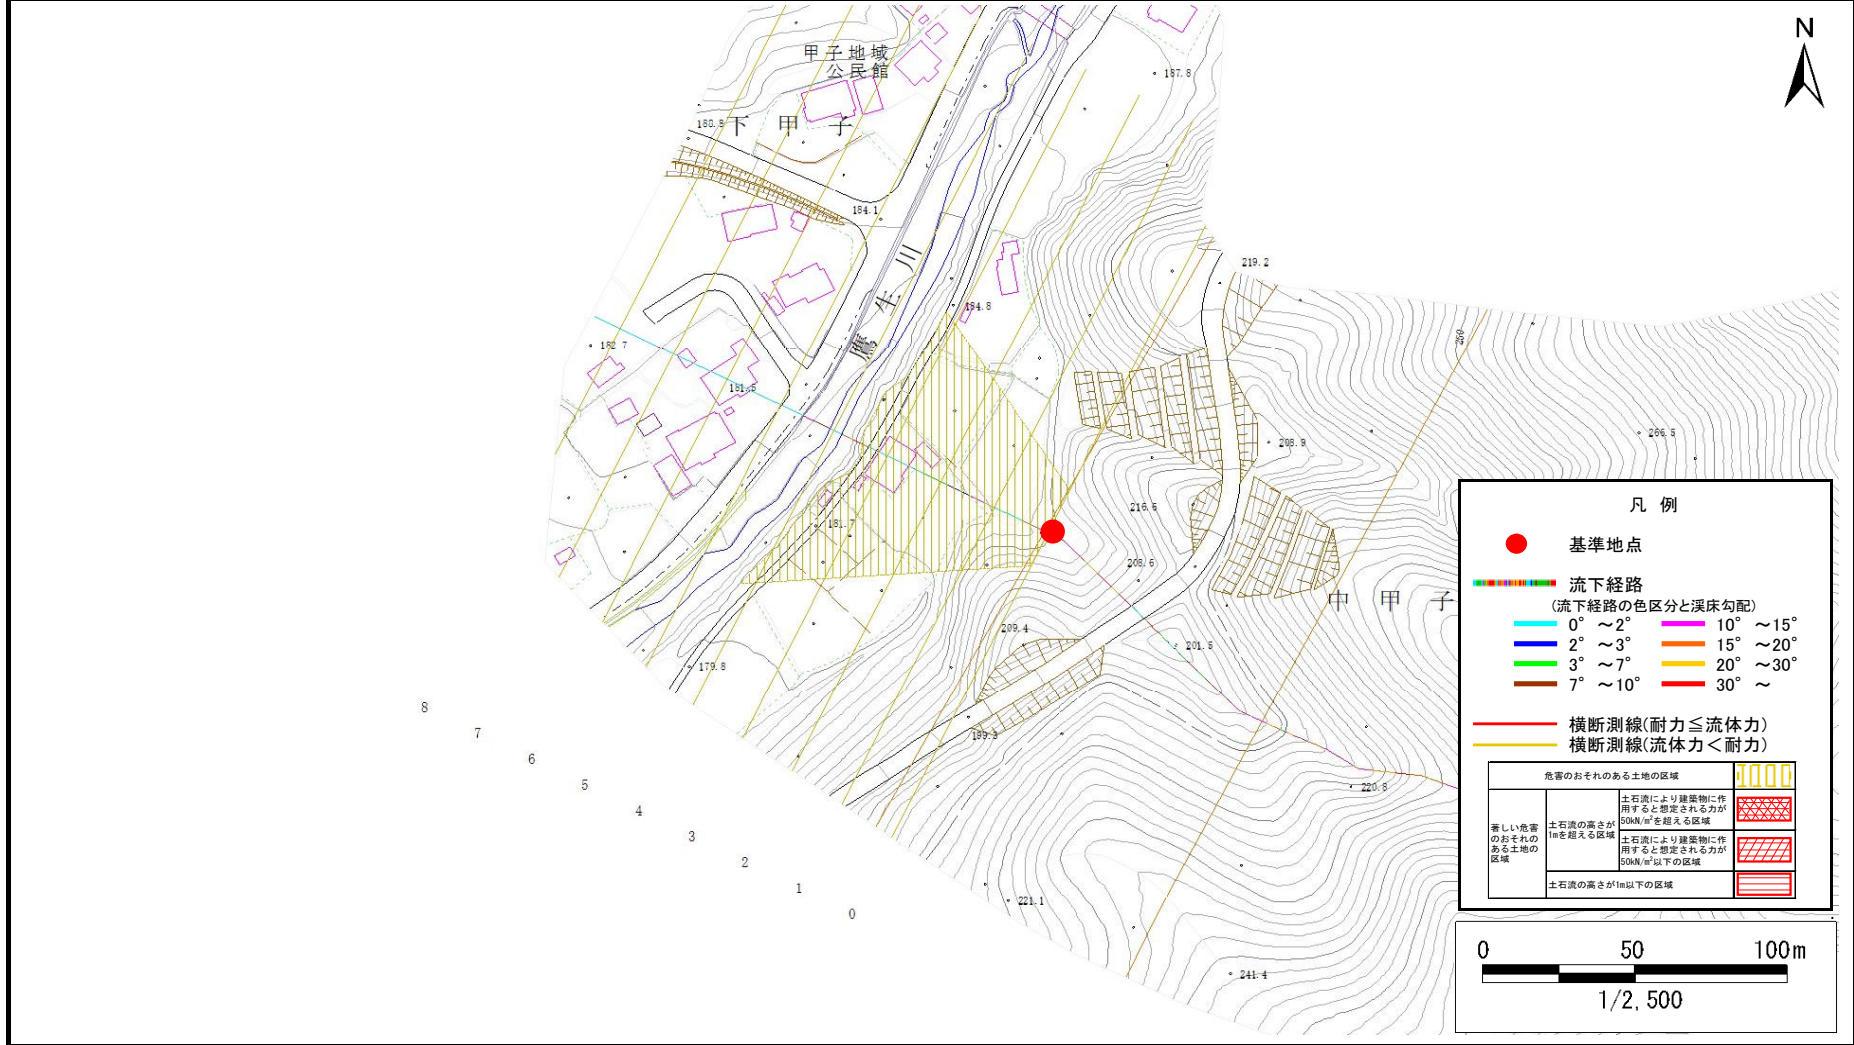 甲子地域
公民館
N
187.8
180.8
下甲子
184.1
鷹生川
219.2
184.8
182.7
181.5
250
208.9
266.5
216.6
181.7
208.6
中甲子
209.4
201.5
179.8
199.3
220.8
221.1
241.4
8
7
6
5
4
3
2
1
0
凡 例
基準地点
流下経路
(流下経路の色区分と渓床勾配)
0° ～2° 10° ～15°
2° ～3° 15° ～20°
3° ～7° 20° ～30°
7° ～10° 30° ～
横断測線(耐力≦流体力)
横断測線(流体力＜耐力)
危害のおそれのある土地の区域
著しい危害
のおそれの
ある土地の
区域
土石流の高さが
1mを超える区域
土石流により建築物に作
用すると想定される力が
50kN/m²を超える区域
土石流により建築物に作
用すると想定される力が
50kN/m²以下の区域
土石流の高さが1m以下の区域
0 50 100m
1/2,500